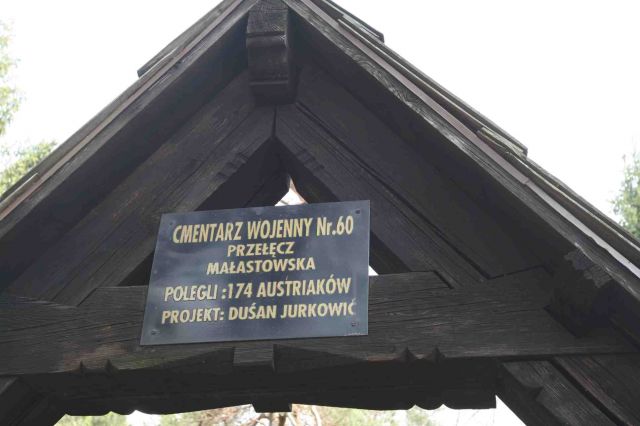 CMENTARZ WOJENNY Nr.60
PRZEŁĘCZ
MAŁASTOWSKA
POLEGLI :174 AUSTRIAKÓW
PROJEKT: DUŚAN JURKOWIĆ